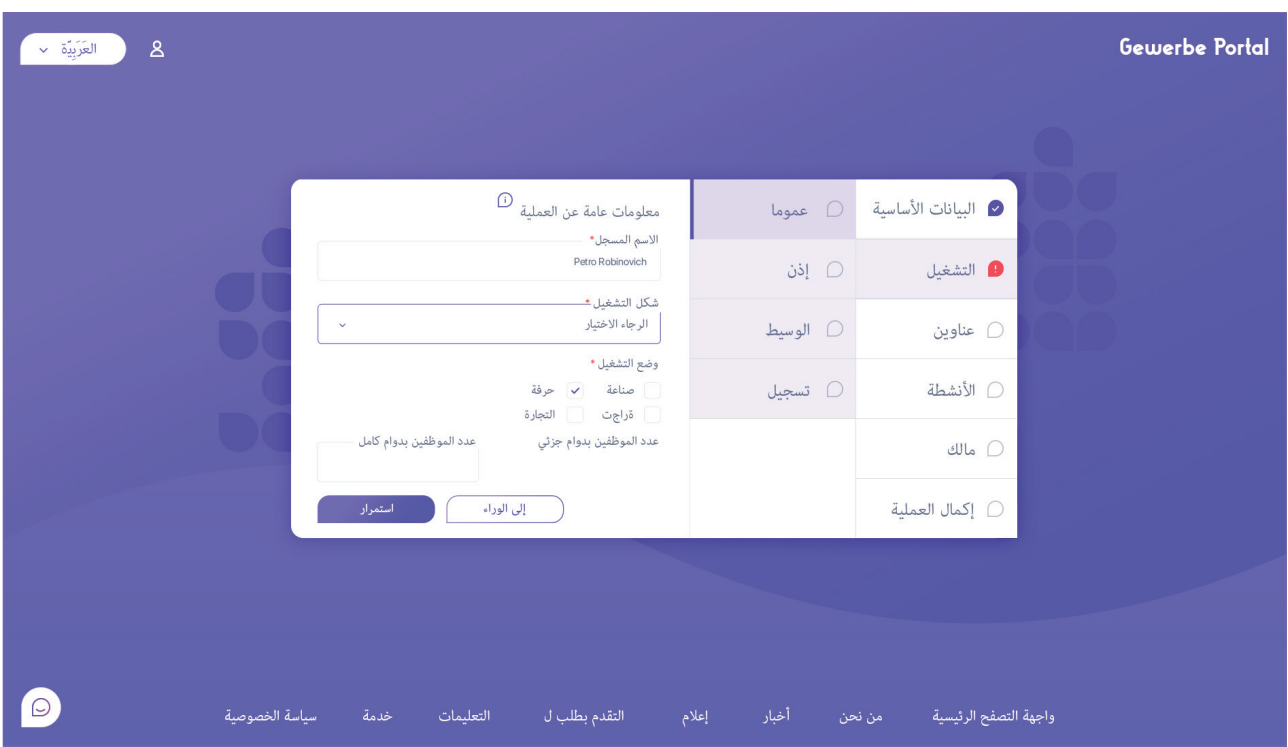 Gewerbe Portal
العَرَبِيّة
البيانات الأساسية
التشغيل
عناوين
الأنشطة
مالك
إكمال العملية
عموما
إذن
الوسيط
تسجيل
معلومات عامة عن العملية
الاسم المسجل*
Petro Robinovich
شكل التشغيل*
الرجاء الاختيار
وضع التشغيل*
صناعة حرفة
ةراجت التجارة
عدد الموظفين بدوام جزئي عدد الموظفين بدوام كامل
إلى الوراء استمرار
واجهة التصفح الرئيسية من نحن أخبار إعلام التقدم بطلب ل التعليمات خدمة سياسة الخصوصية